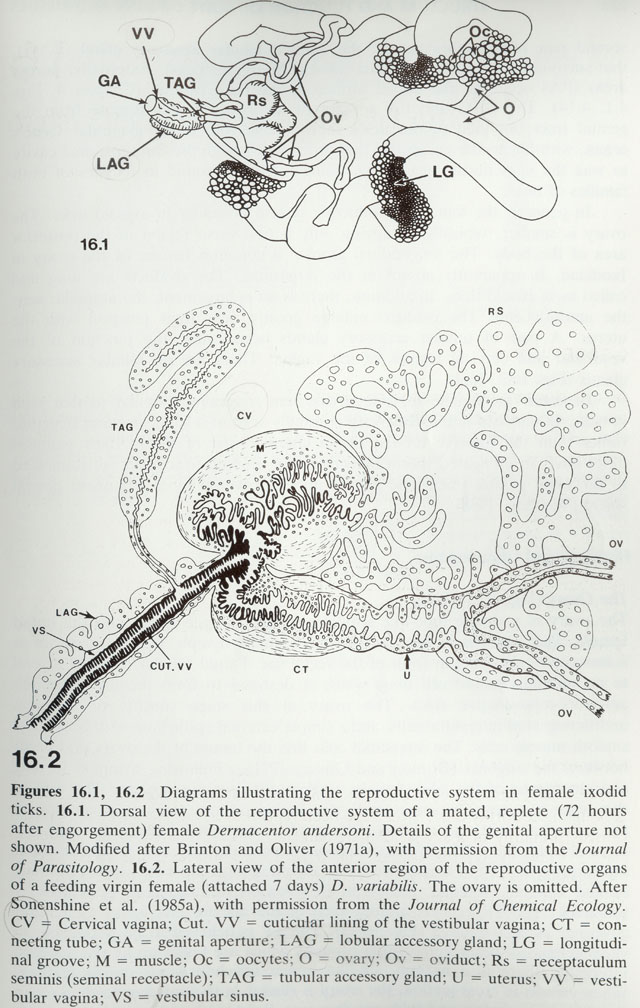 VV
GA
TAG
Rs
Oc
O
Ov
LAG
LG
16.1
RS
TAG
CV
M
OV
LAG
VS
CUT. VV
CT
U
OV
16.2
Figures 16.1, 16.2 Diagrams illustrating the reproductive system in female ixodid
ticks. 16.1. Dorsal view of the reproductive system of a mated, replete (72 hours
after engorgement) female Dermacentor andersoni. Details of the genital aperture not
shown. Modified after Brinton and Oliver (1971a), with permission from the Journal
of Parasitology. 16.2. Lateral view of the anterior region of the reproductive organs
of a feeding virgin female (attached 7 days) D. variabilis. The ovary is omitted. After
Sonenshine et al. (1985a), with permission from the Journal of Chemical Ecology.
CV = Cervical vagina; Cut. VV = cuticular lining of the vestibular vagina; CT = con-
necting tube; GA = genital aperture; LAG = lobular accessory gland; LG = longitudi-
nal groove; M = muscle; Oc = oocytes; O = ovary; Ov = oviduct; Rs = receptaculum
seminis (seminal receptacle); TAG = tubular accessory gland; U = uterus; VV = vesti-
bular vagina; VS = vestibular sinus.